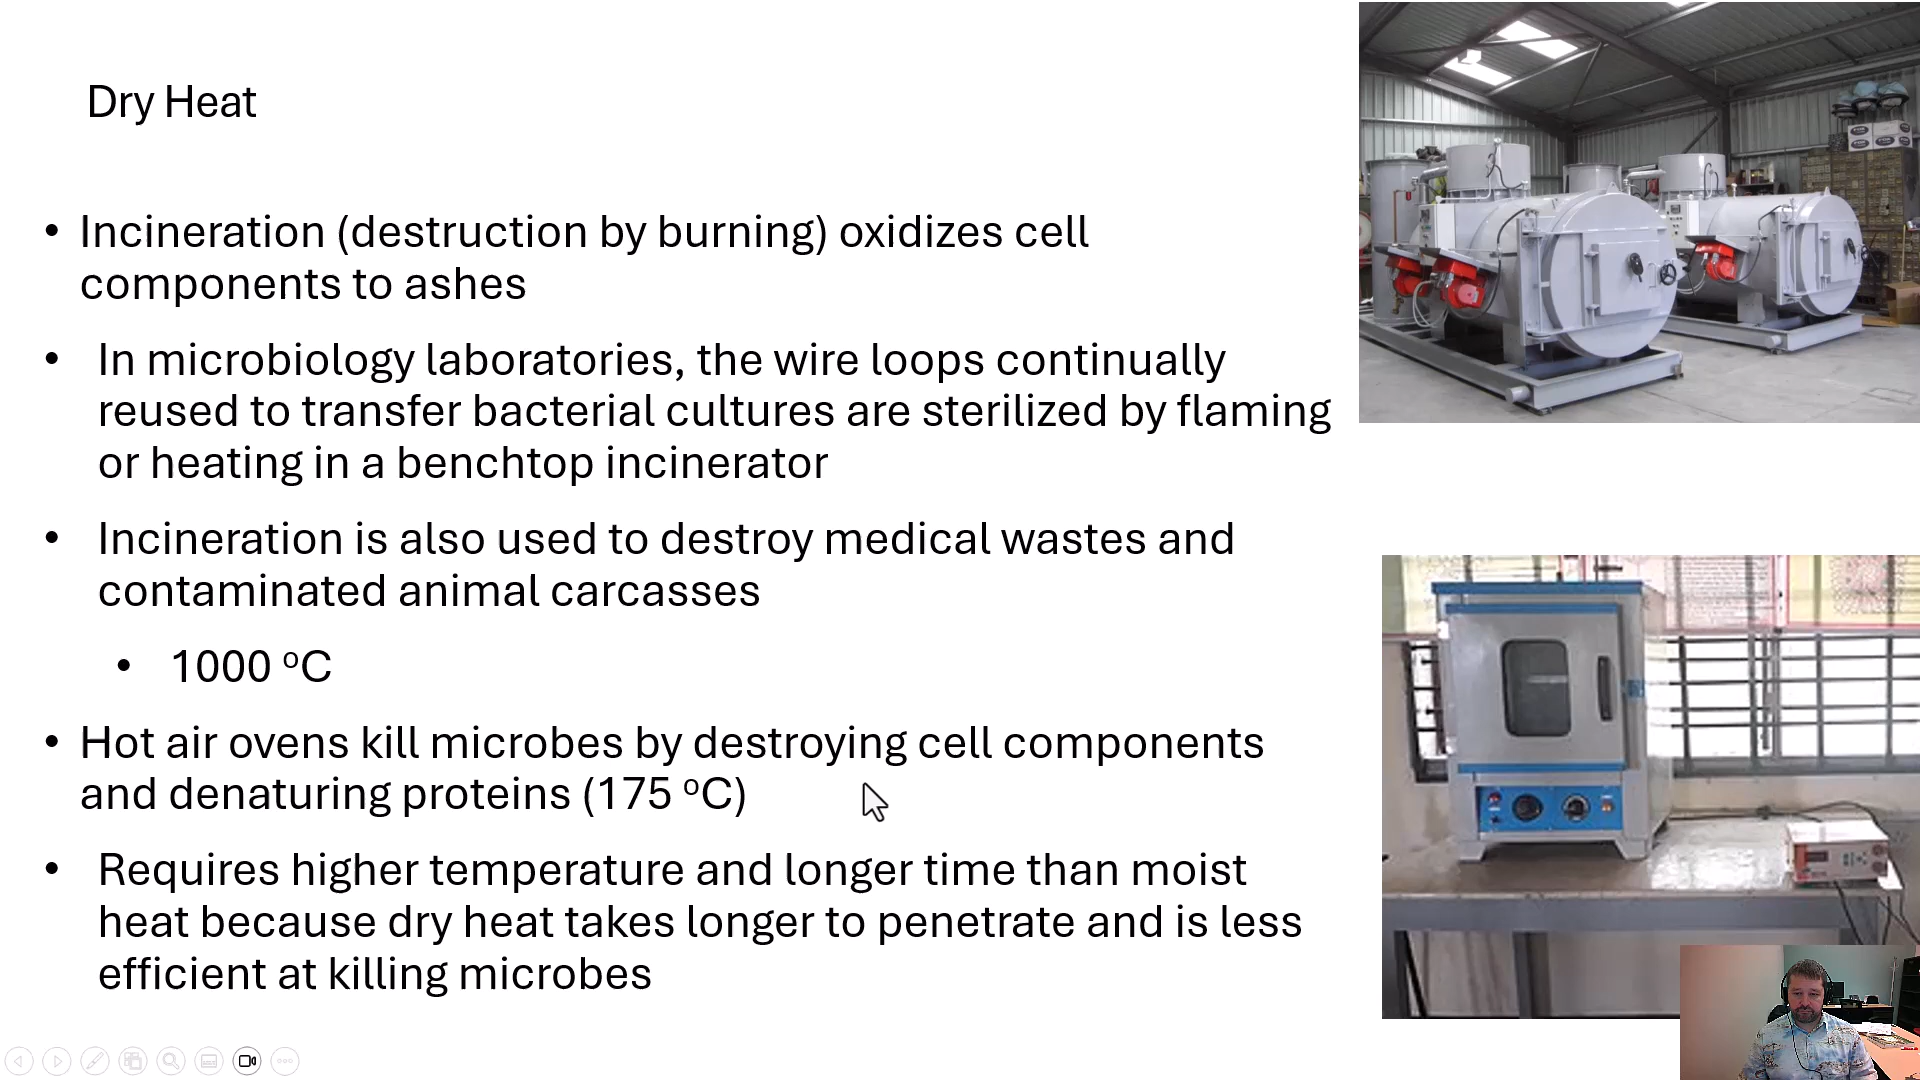 Dry Heat
• Incineration (destruction by burning) oxidizes cell
components to ashes
• In microbiology laboratories, the wire loops continually
reused to transfer bacterial cultures are sterilized by flaming
or heating in a benchtop incinerator
• Incineration is also used to destroy medical wastes and
contaminated animal carcasses
• 1000 ºC
• Hot air ovens kill microbes by destroying cell components
and denaturing proteins (175 ºC)
• Requires higher temperature and longer time than moist
heat because dry heat takes longer to penetrate and is less
efficient at killing microbes